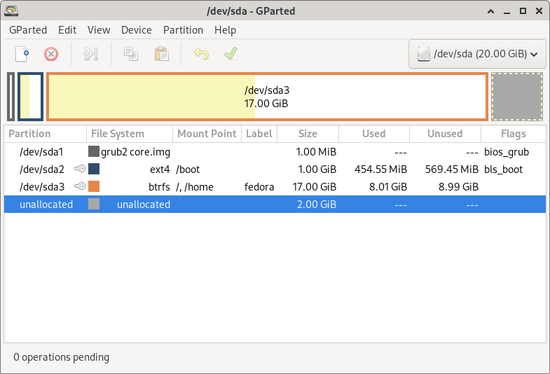 /dev/sda - GParted
GParted Edit View Device Partition Help
/dev/sda (20.00 GiB)
/dev/sda3
17.00 GiB
Partition File System Mount Point Label Size Used Unused Flags
/dev/sda1 grub2 core.img 1.00 MiB --- --- bios_grub
/dev/sda2 ext4 /boot 1.00 GiB 454.55 MiB 569.45 MiB bls_boot
/dev/sda3 btrfs /, /home fedora 17.00 GiB 8.01 GiB 8.99 GiB
unallocated unallocated 2.00 GiB --- ---
0 operations pending